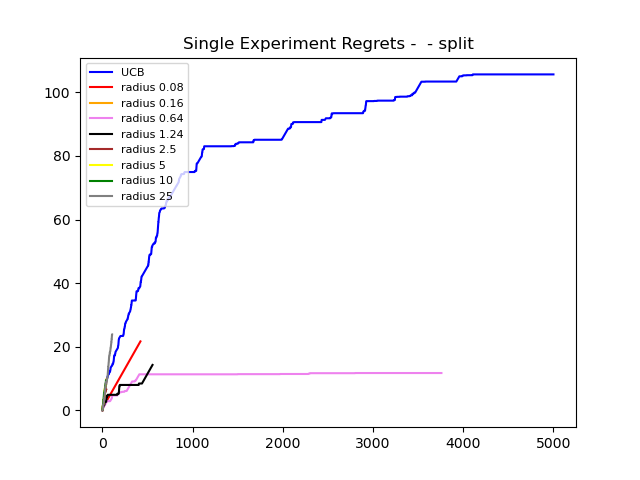 Single Experiment Regrets -  - split
UCB
radius 0.08
radius 0.16
radius 0.64
radius 1.24
radius 2.5
radius 5
radius 10
radius 25
100
80
60
40
20
0
0 1000 2000 3000 4000 5000